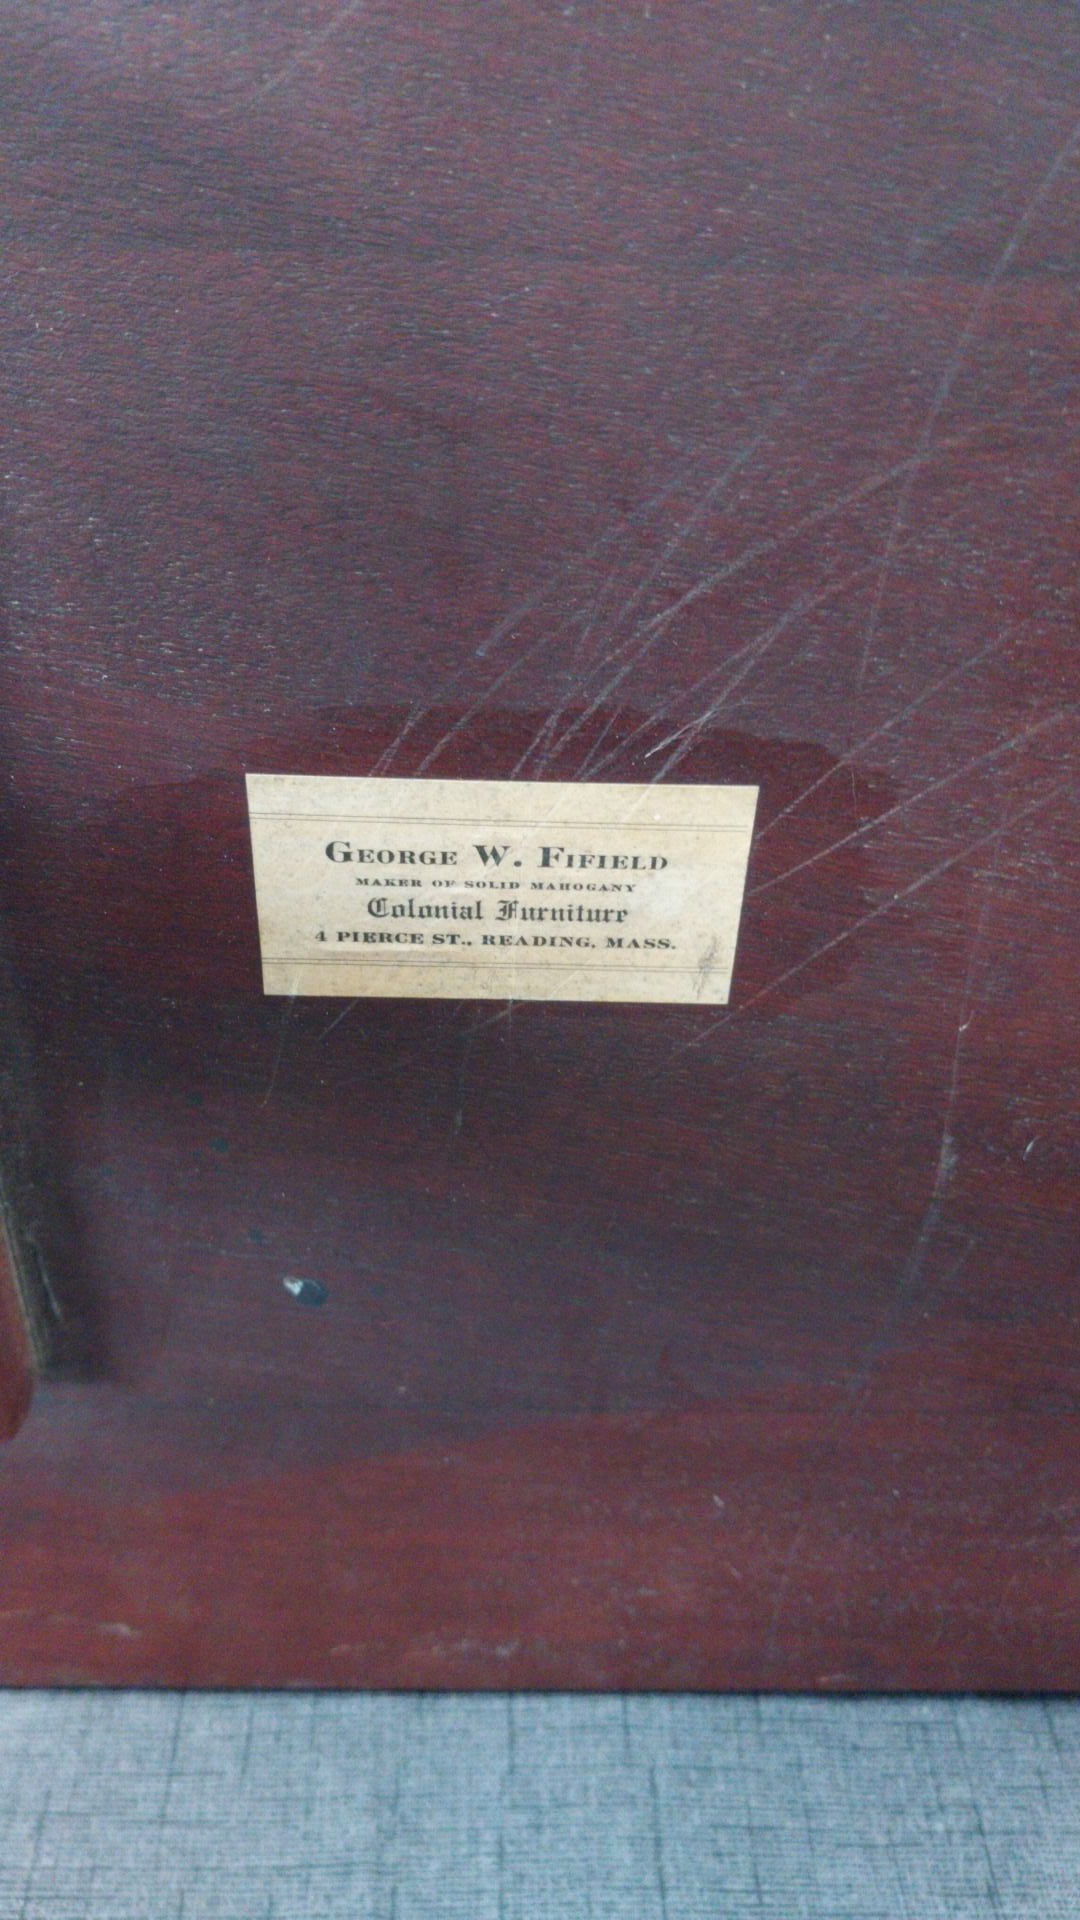 George W. Fifield
Maker of Solid Mahogany
Colonial Furniture
4 Pierce St., Reading, Mass.